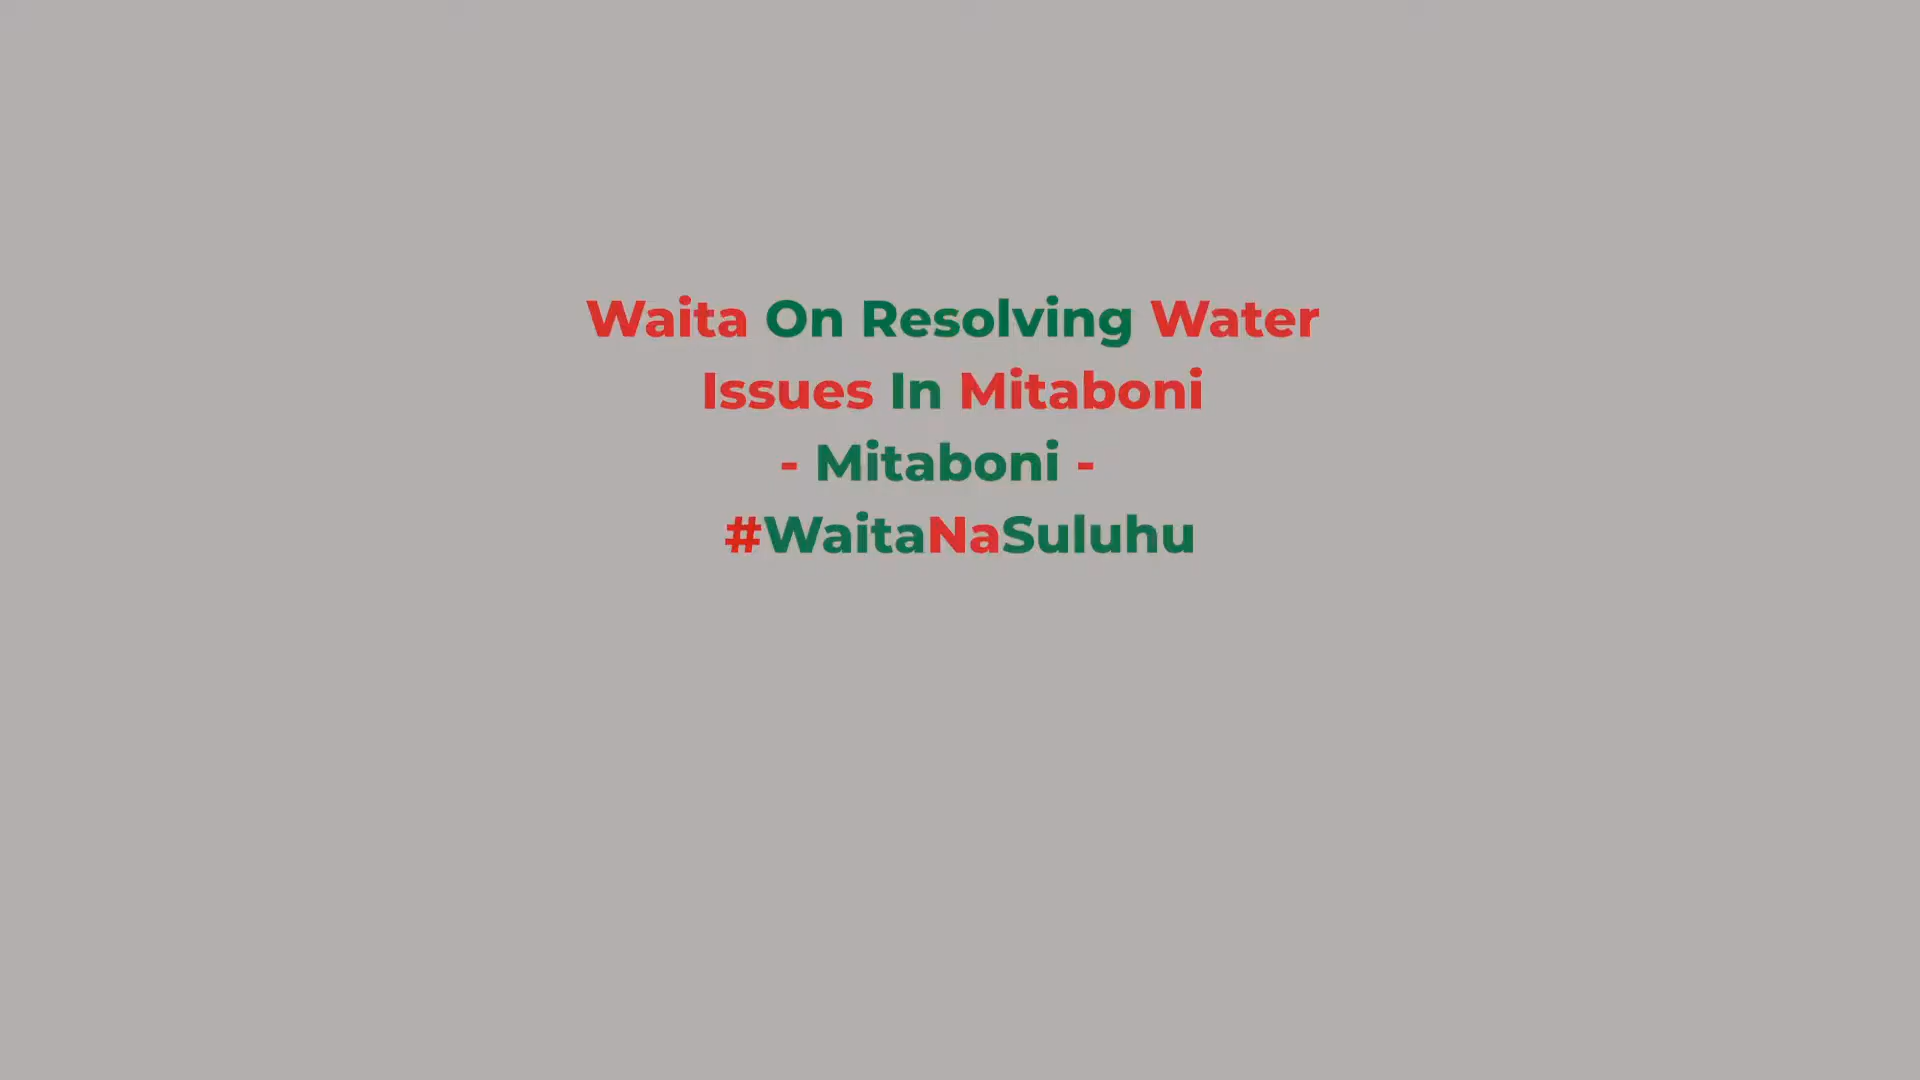 Waita On Resolving Water
Issues In Mitaboni
- Mitaboni -
#WaitaNaSuluhu